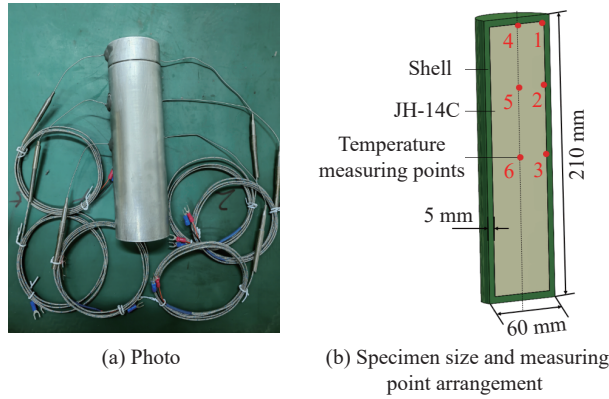 4
1
Shell
2
JH-14C
5
Temperature
measuring points
6
3
210 mm
5 mm
60 mm
(a) Photo
(b) Specimen size and measuring
point arrangement